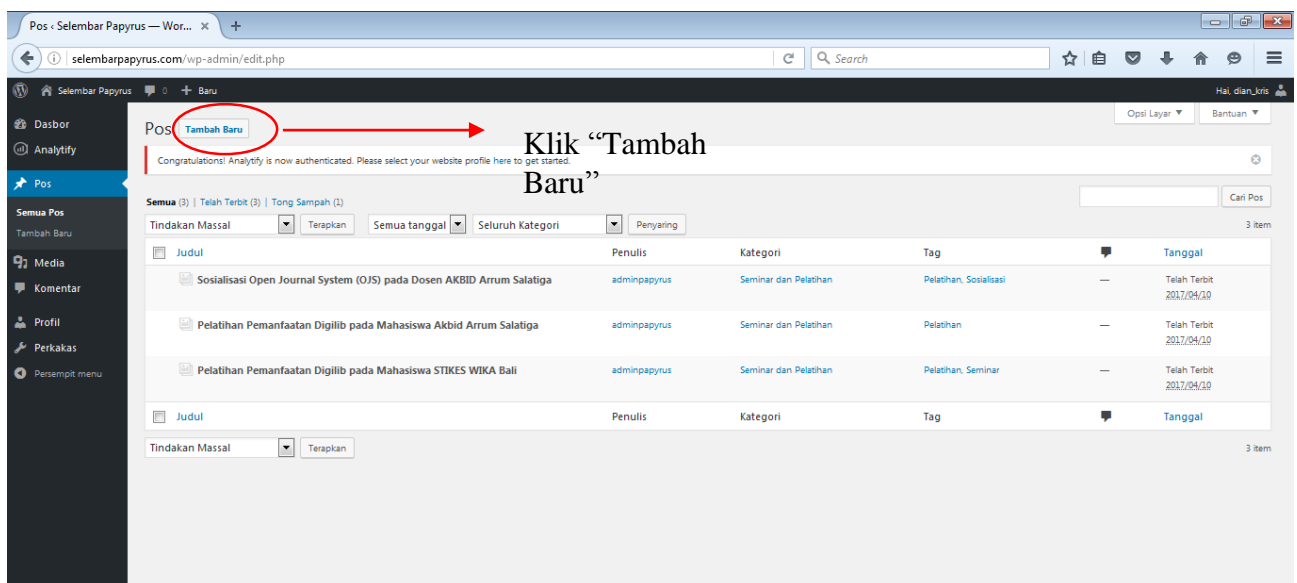 Pos ‹ Selembar Papyrus — Wor...
selembarpapyrus.com/wp-admin/edit.php
Search
Selembar Papyrus 0 + Baru
Hai, dian_kris
Dasbor
Analytify
Pos
Semua Pos
Tambah Baru
Media
Komentar
Profil
Perkakas
Persempit menu
Opsi Layar
Bantuan
Pos Tambah Baru
Klik “Tambah
Baru”
Congratulations! Analytify is now authenticated. Please select your website profile here to get started.
Semua (3) | Telah Terbit (3) | Tong Sampah (1)
Cari Pos
Tindakan Massal Terapkan Semua tanggal Seluruh Kategori Penyaring 3 item
Judul Penulis Kategori Tag Tanggal
Sosialisasi Open Journal System (OJS) pada Dosen AKBID Arrum Salatiga adminpapyrus Seminar dan Pelatihan Pelatihan, Sosialisasi — Telah Terbit
2017/04/10
Pelatihan Pemanfaatan Digilib pada Mahasiswa Akbid Arrum Salatiga adminpapyrus Seminar dan Pelatihan Pelatihan — Telah Terbit
2017/04/10
Pelatihan Pemanfaatan Digilib pada Mahasiswa STIKES WIKA Bali adminpapyrus Seminar dan Pelatihan Pelatihan, Seminar — Telah Terbit
2017/04/10
Judul Penulis Kategori Tag Tanggal
Tindakan Massal Terapkan 3 item